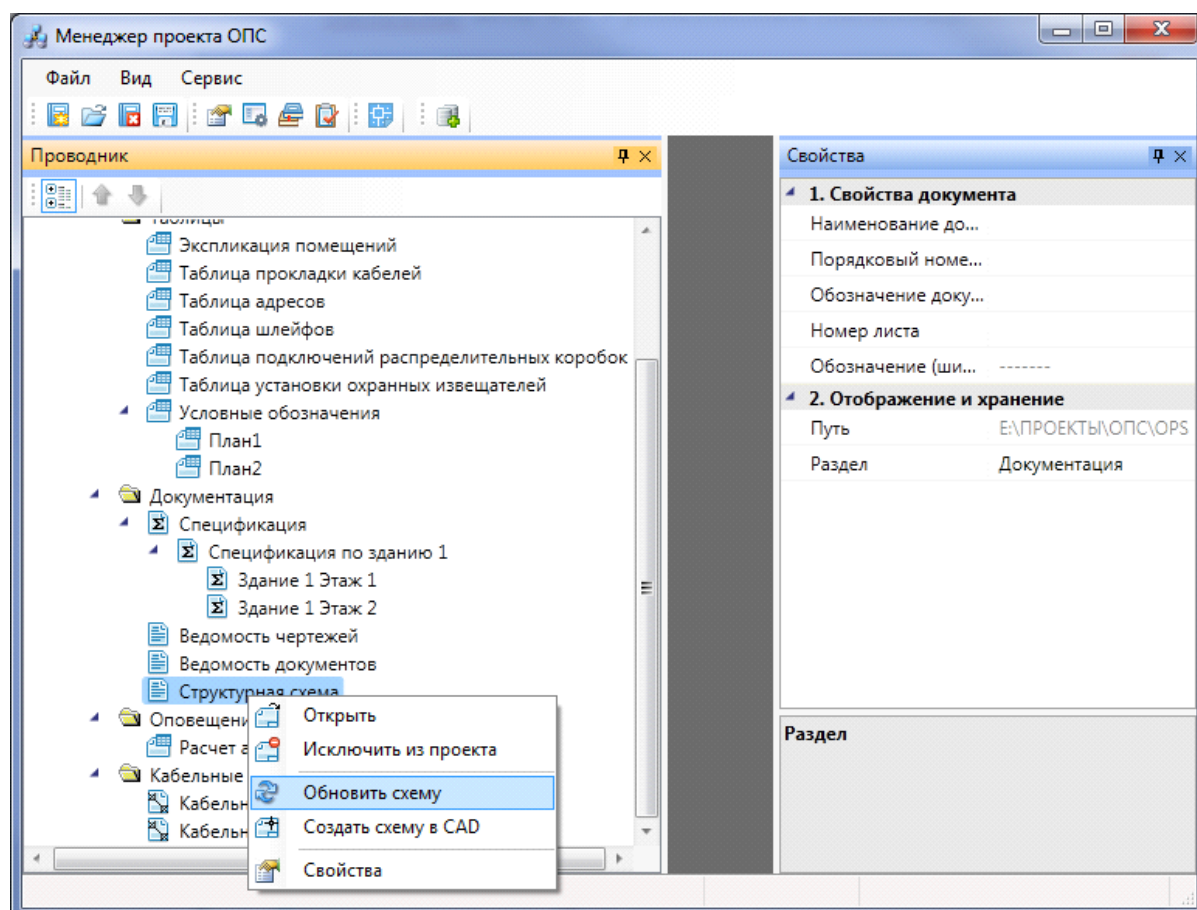 Менеджер проекта ОПС
Файл Вид Сервис
Проводник
Свойства
Таблицы
Экспликация помещений
Таблица прокладки кабелей
Таблица адресов
Таблица шлейфов
Таблица подключений распределительных коробок
Таблица установки охранных извещателей
Условные обозначения
План1
План2
Документация
Спецификация
Спецификация по зданию 1
Здание 1 Этаж 1
Здание 1 Этаж 2
Ведомость чертежей
Ведомость документов
Структурная схема
Оповещени
Расчет а
Кабельные
Кабельн
Кабельн
Открыть
Исключить из проекта
Обновить схему
Создать схему в CAD
Свойства
1. Свойства документа
Наименование до...
Порядковый номе...
Обозначение доку...
Номер листа
Обозначение (ши... -------
2. Отображение и хранение
Путь E:\ПРОЕКТЫ\ОПС\OPS
Раздел Документация
Раздел